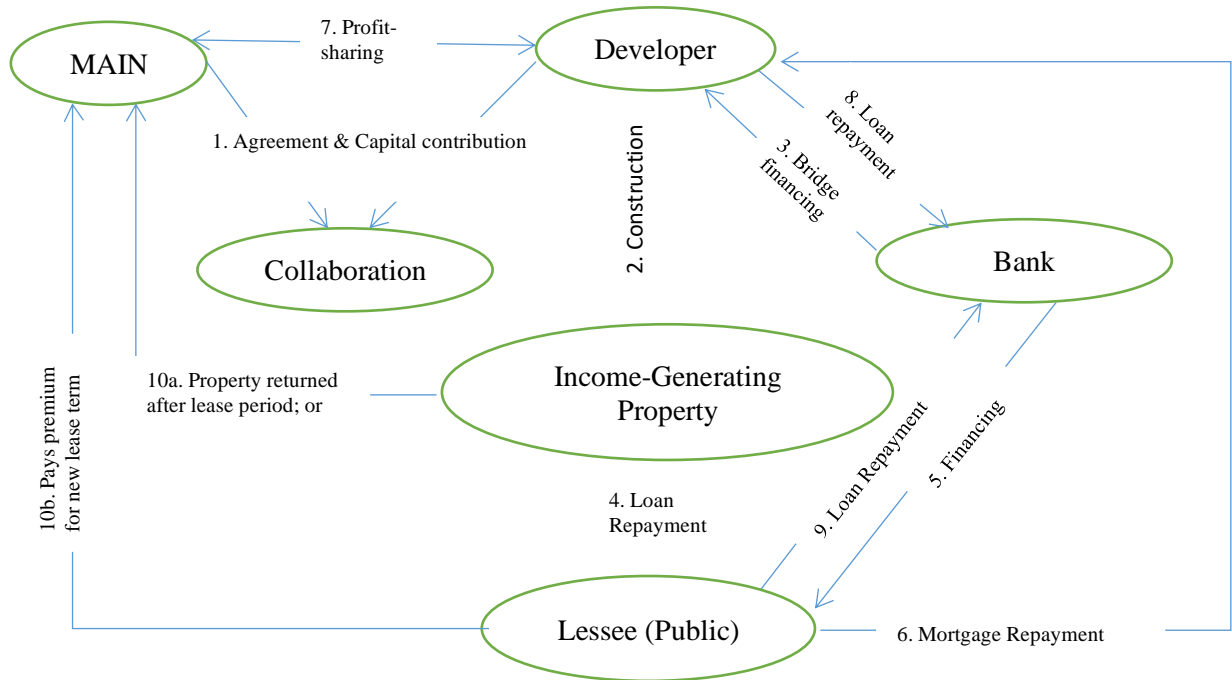 7. Profit-
sharing
MAIN
Developer
1. Agreement & Capital contribution
8. Loan
repayment
3. Bridge
financing
2. Construction
Collaboration
Bank
10a. Property returned
after lease period; or
Income-Generating
Property
10b. Pays premium
for new lease term
9. Loan Repayment
5. Financing
4. Loan
Repayment
Lessee (Public)
6. Mortgage Repayment